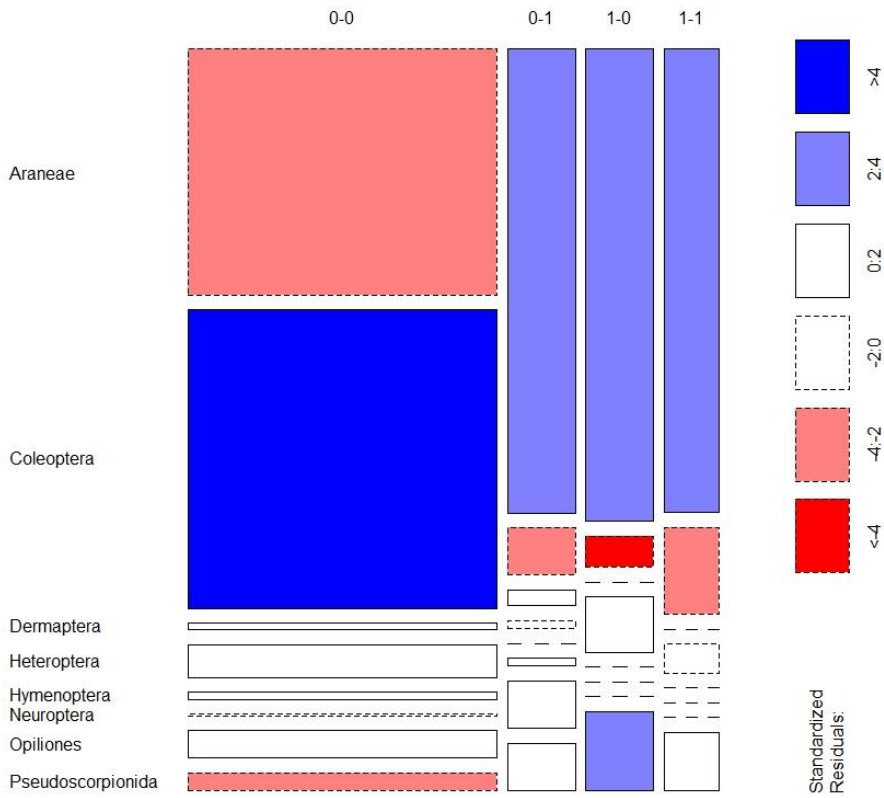 0-0 0-1 1-0 1-1
Araneae
Coleoptera
Dermaptera
Heteroptera
Hymenoptera
Neuroptera
Opiliones
Pseudoscorpionida
>4
2:4
0:2
-2:0
-4:-2
<-4
Standardized
Residuals: